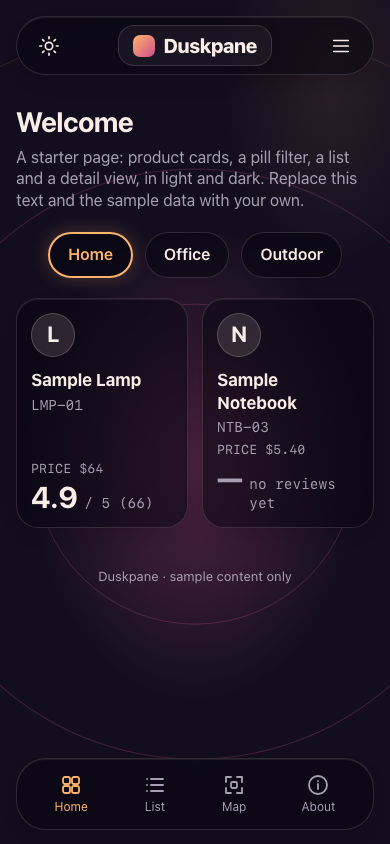 Duskpane
Welcome
A starter page: product cards, a pill filter, a list
and a detail view, in light and dark. Replace this
text and the sample data with your own.
Home
Office
Outdoor
L
Sample Lamp
LMP—01
PRICE $64
4.9 / 5 (66)
N
Sample
Notebook
NTB—03
PRICE $5.40
— no reviews
yet
Duskpane · sample content only
Home
List
Map
About